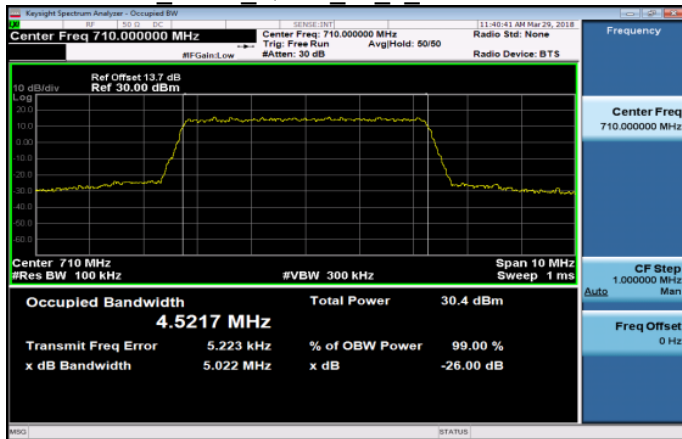 Keysight Spectrum Analyzer - Occupied BW
RF 50 Ω DC SENSE:INT 11:40:41 AM Mar 29, 2018
Center Freq 710.000000 MHz
Center Freq: 710.000000 MHz
Radio Std: None
Trig: Free Run Avg|Hold: 50/50
#IFGain:Low #Atten: 30 dB Radio Device: BTS
Ref Offset 13.7 dB
10 dB/div Ref 30.00 dBm
Log
20.0
10.0
0.00
-10.0
-20.0
-30.0
-40.0
-50.0
-60.0
Center 710 MHz Span 10 MHz
#Res BW 100 kHz #VBW 300 kHz Sweep 1 ms
Occupied Bandwidth Total Power 30.4 dBm
4.5217 MHz
Transmit Freq Error 5.223 kHz % of OBW Power 99.00 %
x dB Bandwidth 5.022 MHz x dB -26.00 dB
MSG STATUS
Frequency
Center Freq
710.000000 MHz
CF Step
1.000000 MHz
Auto Man
Freq Offset
0 Hz